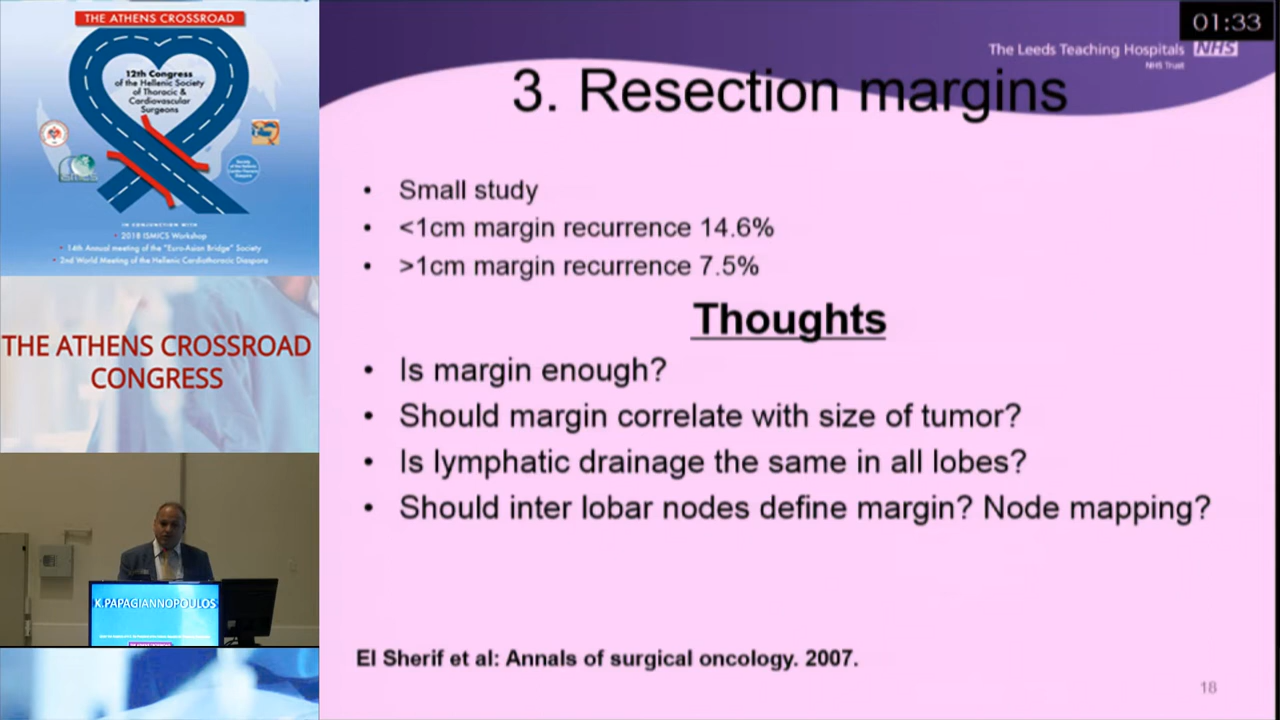 THE ATHENS CROSSROAD
12th Congress
of the Hellenic Society
of Thoracic &
Cardiovascular
Surgeons
IN CONJUNCTION WITH
• 2018 ISMICS Workshop
• 14th Annual meeting of the "Euro-Asian Bridge" Society
• 2nd World Meeting of the Hellenic Cardiothoracic Diaspora
THE ATHENS CROSSROAD
CONGRESS
K.PAPAGIANNOPOULOS
01:33
The Leeds Teaching Hospitals NHS
NHS Trust
3. Resection margins
• Small study
• <1cm margin recurrence 14.6%
• >1cm margin recurrence 7.5%
Thoughts
• Is margin enough?
• Should margin correlate with size of tumor?
• Is lymphatic drainage the same in all lobes?
• Should inter lobar nodes define margin? Node mapping?
El Sherif et al: Annals of surgical oncology. 2007.
18